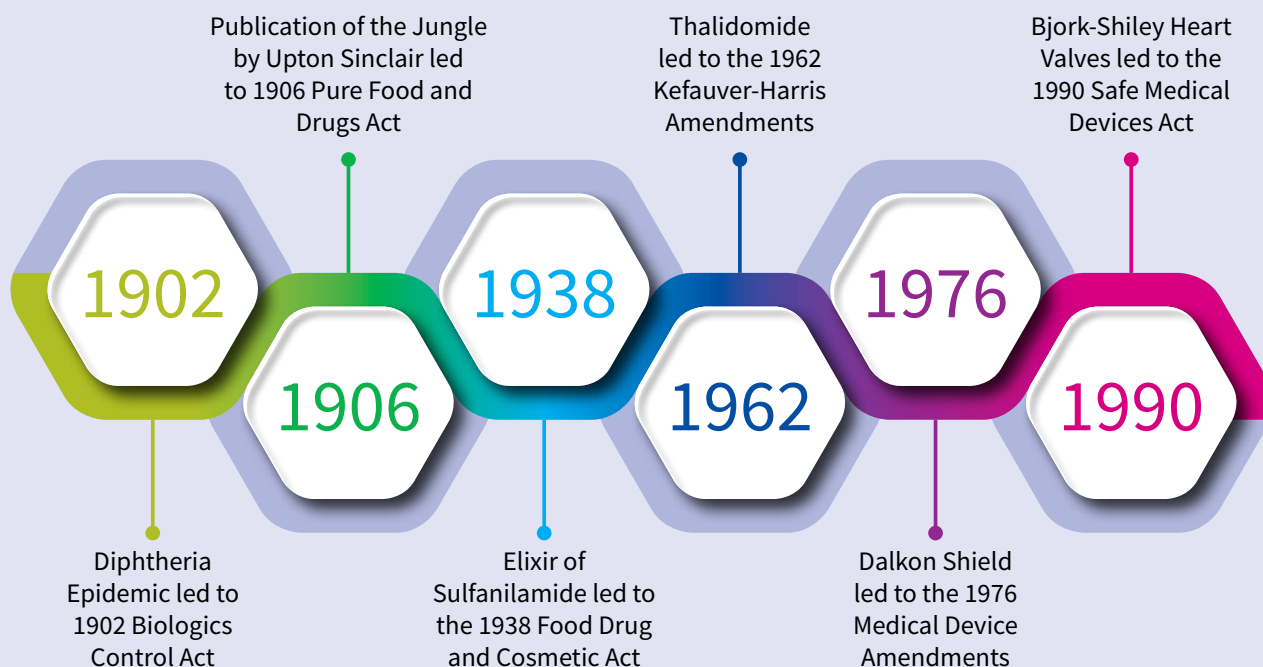 Publication of the Jungle
by Upton Sinclair led
to 1906 Pure Food and
Drugs Act
Thalidomide
led to the 1962
Kefauver-Harris
Amendments
Bjork-Shiley Heart
Valves led to the
1990 Safe Medical
Devices Act
1902
1906
1938
1962
1976
1990
Diphtheria
Epidemic led to
1902 Biologics
Control Act
Elixir of
Sulfanilamide led to
the 1938 Food Drug
and Cosmetic Act
Dalkon Shield
led to the 1976
Medical Device
Amendments